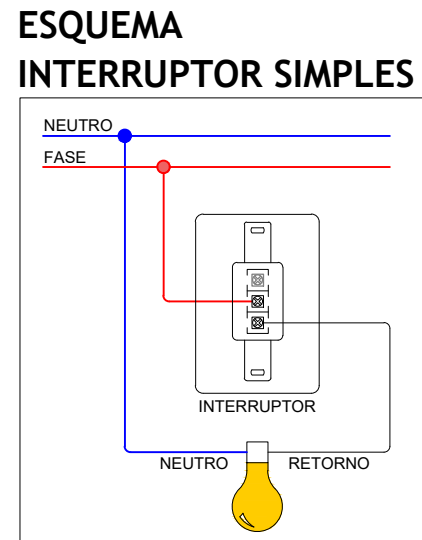 ESQUEMA
INTERRUPTOR SIMPLES
NEUTRO
FASE
INTERRUPTOR
NEUTRO RETORNO